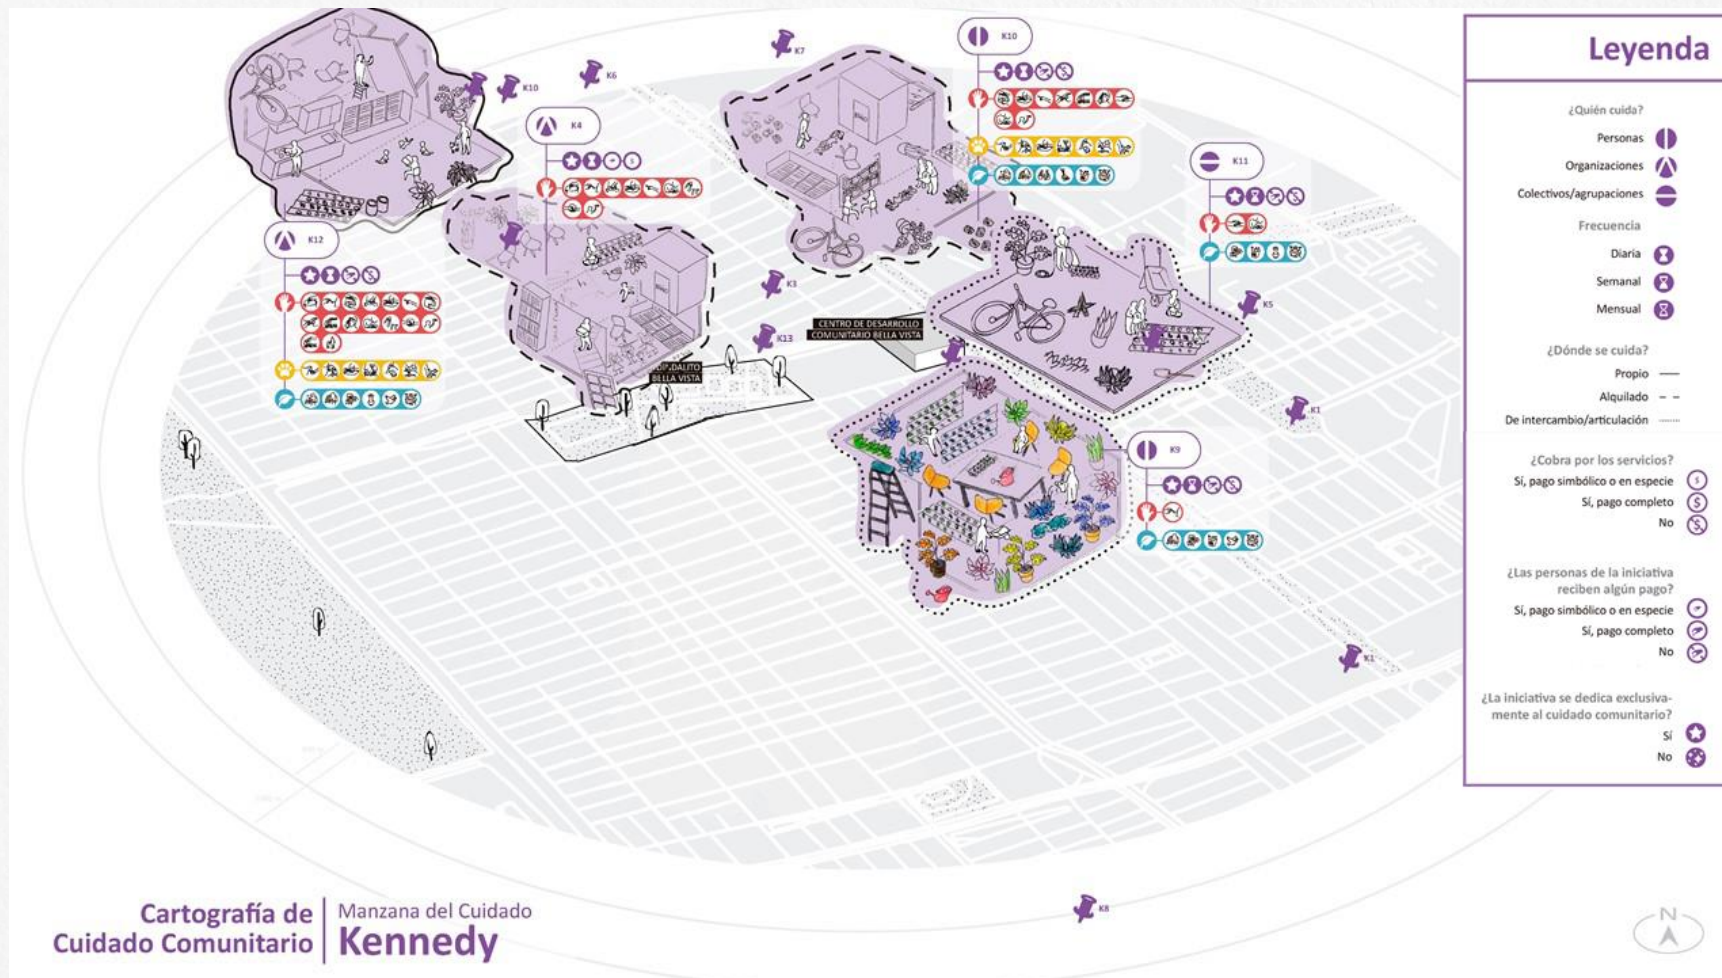 K7
K10
K6
K10
K4
K11
K12
K3
K5
K13
CENTRO DE DESARROLLO
COMUNITARIO BELLA VISTA
BELLA VISTA
K1
K9
K1
K8
Leyenda
¿Quién cuida?
Personas
Organizaciones
Colectivos/agrupaciones
Frecuencia
Diaria
Semanal
Mensual
¿Dónde se cuida?
Propio
Alquilado
De intercambio/articulación
¿Cobra por los servicios?
Sí, pago simbólico o en especie
Sí, pago completo
No
¿Las personas de la iniciativa
reciben algún pago?
Sí, pago simbólico o en especie
Sí, pago completo
No
¿La iniciativa se dedica exclusiva-
mente al cuidado comunitario?
Sí
No
Cartografía de
Cuidado Comunitario
Manzana del Cuidado
Kennedy
N